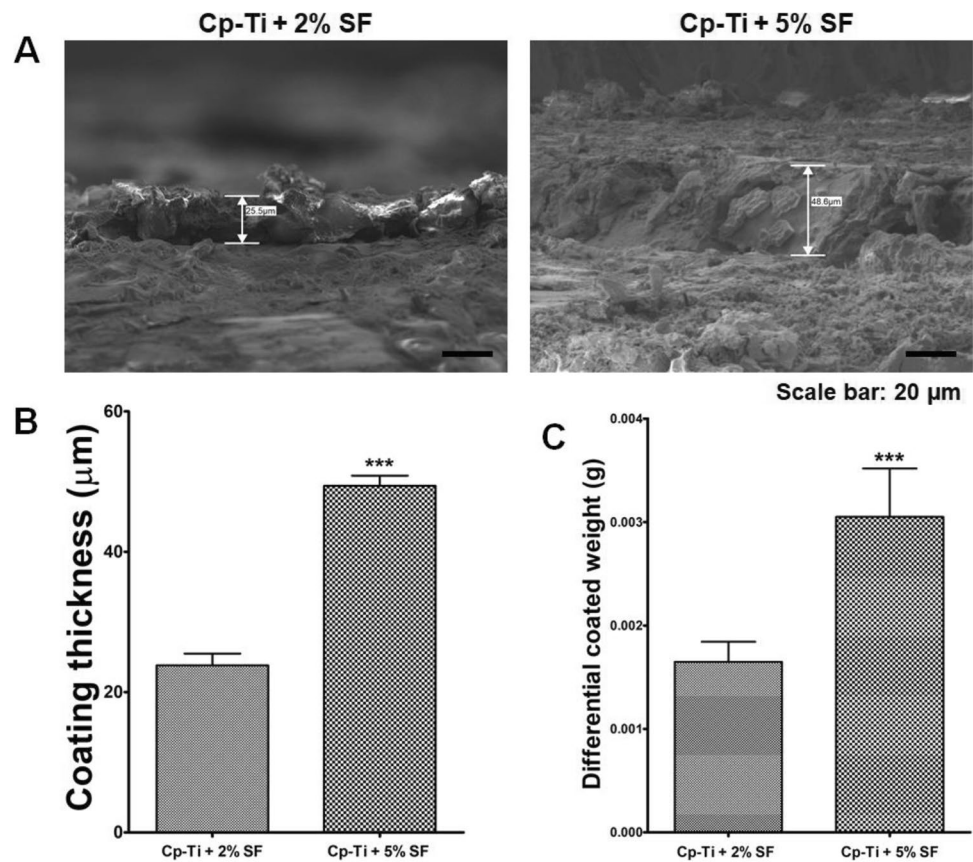 Cp-Ti + 2% SF
Cp-Ti + 5% SF
A
25.5µm
48.6µm
Scale bar: 20 µm
B
Coating thickness (µm)
60
40
20
0
***
Cp-Ti + 2% SF
Cp-Ti + 5% SF
C
Differential coated weight (g)
0.004
0.003
0.002
0.001
0.000
***
Cp-Ti + 2% SF
Cp-Ti + 5% SF